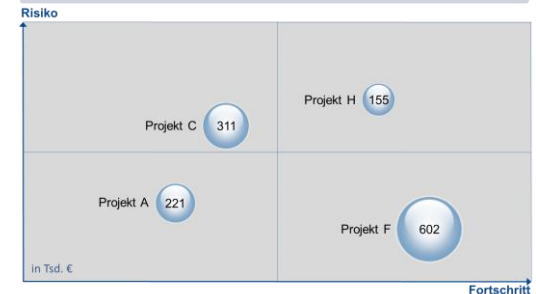 Risiko
Projekt H 155
Projekt C 311
Projekt A 221
Projekt F 602
in Tsd. €
Fortschritt